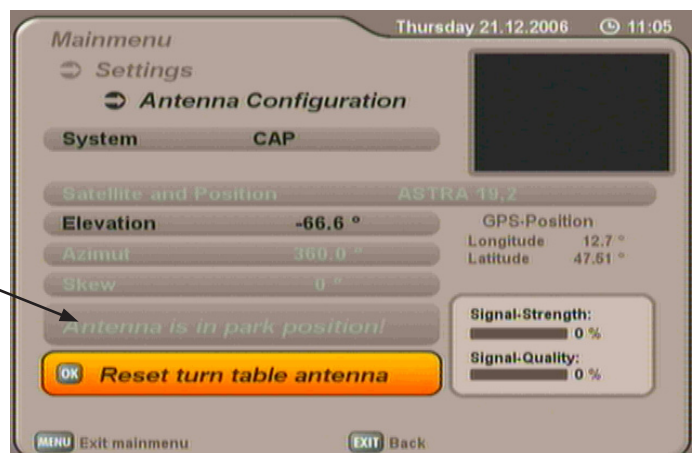 Thursday 21.12.2006 11:05
Mainmenu
Settings
Antenna Configuration
System CAP
Satellite and Position ASTRA 19,2
Elevation -66.6 °
GPS-Position
Longitude 12.7 °
Azimut 360.0 °
Latitude 47.51 °
Skew 0 °
Antenna is in park position!
Signal-Strength:
0 %
Signal-Quality:
0 %
OK Reset turn table antenna
MENU Exit mainmenu EXIT Back